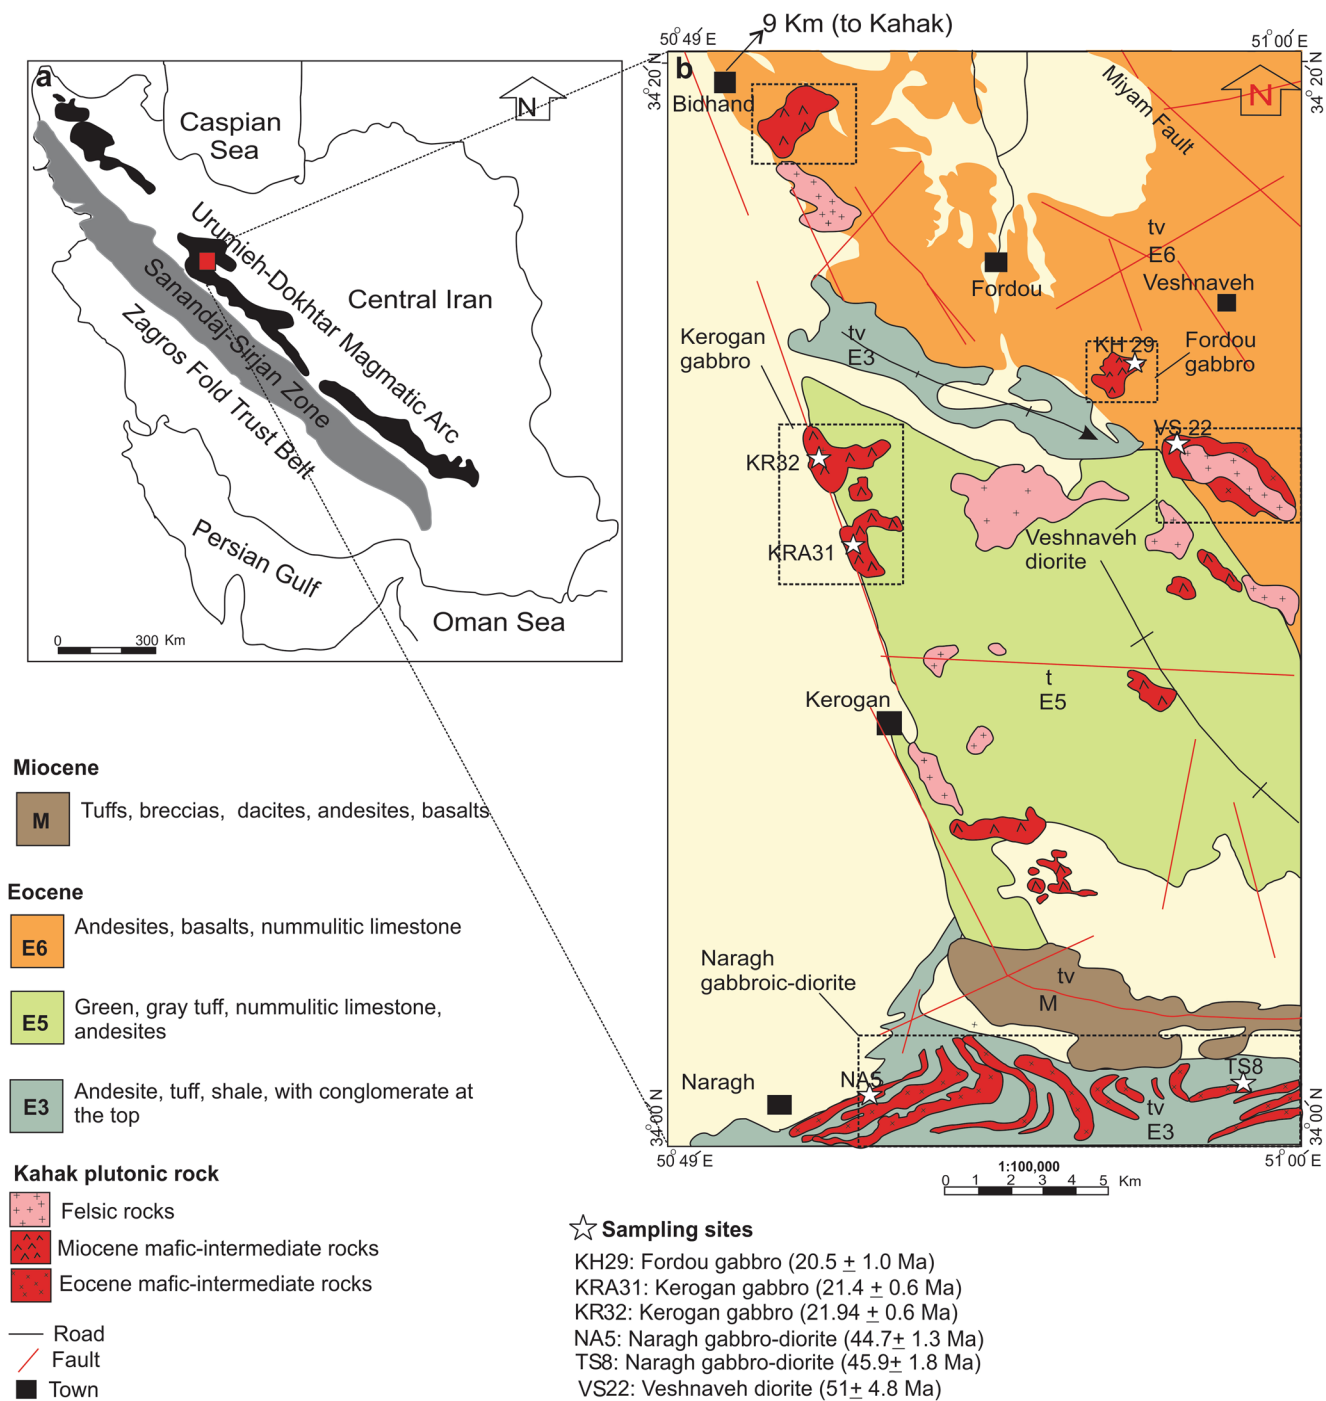 a
N
Caspian
Sea
Urumieh-Dokhtar Magmatic Arc
Central Iran
Sanandaj-Sirjan Zone
Zagros Fold Trust Belt
Persian Gulf
Oman Sea
0 300 Km
9 Km (to Kahak)
50°49´E
51°00´E
34°20´N
34°20´N
b
N
Bidhand
Miyam Fault
tv
E6
Fordou
Veshnaveh
Kerogan
gabbro
tv
E3
KH 29
Fordou
gabbro
VS 22
KR32
KRA31
Veshnaveh
diorite
t
E5
Kerogan
Naragh
gabbroic-diorite
tv
M
Naragh
NA5
TS8
tv
E3
34°00´N
34°00´N
50°49´E
51°00´E
1:100,000
0 1 2 3 4 5 Km
Miocene
M Tuffs, breccias, dacites, andesites, basalts
Eocene
E6 Andesites, basalts, nummulitic limestone
E5 Green, gray tuff, nummulitic limestone,
andesites
E3 Andesite, tuff, shale, with conglomerate at
the top
Kahak plutonic rock
Felsic rocks
Miocene mafic-intermediate rocks
Eocene mafic-intermediate rocks
Road
Fault
Town
Sampling sites
KH29: Fordou gabbro (20.5 ± 1.0 Ma)
KRA31: Kerogan gabbro (21.4 ± 0.6 Ma)
KR32: Kerogan gabbro (21.94 ± 0.6 Ma)
NA5: Naragh gabbro-diorite (44.7± 1.3 Ma)
TS8: Naragh gabbro-diorite (45.9± 1.8 Ma)
VS22: Veshnaveh diorite (51± 4.8 Ma)